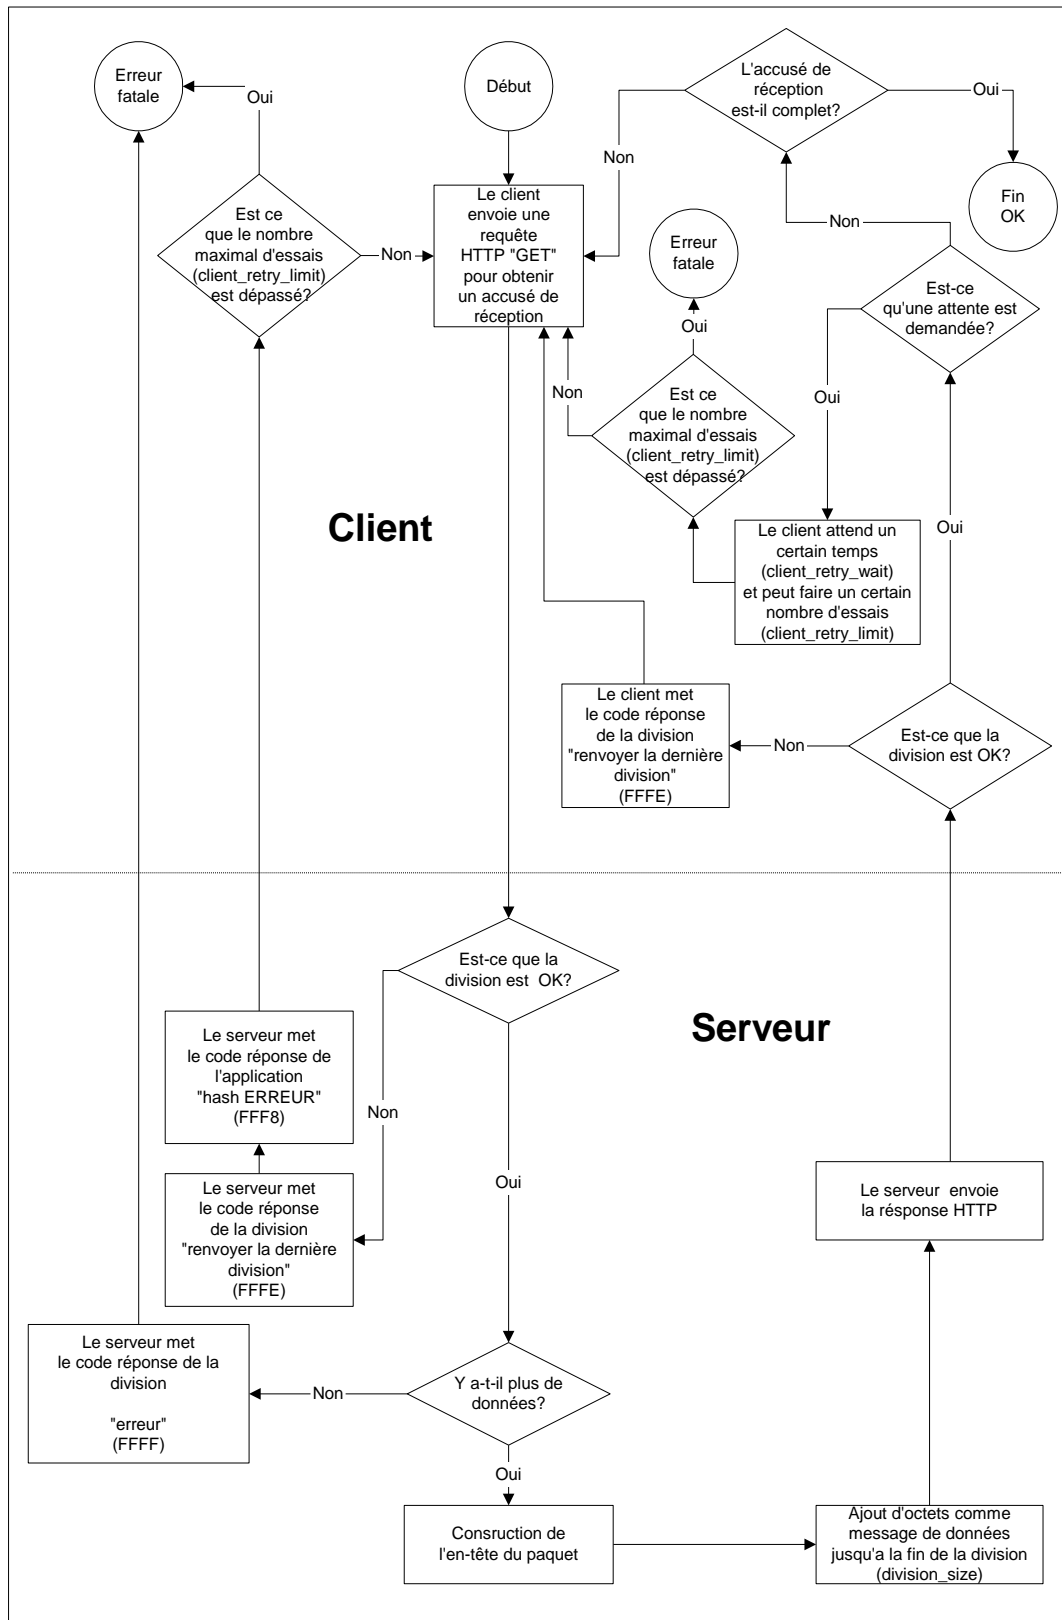 Erreur
fatale
Oui
Début
L'accusé de
réception
est-il complet?
Oui
Non
Fin
OK
Est ce
que le nombre
maximal d'essais
(client_retry_limit)
est dépassé?
Non
Le client
envoie une
requête
HTTP "GET"
pour obtenir
un accusé de
réception
Erreur
fatale
Non
Est-ce
qu'une attente est
demandée?
Oui
Non
Est ce
que le nombre
maximal d'essais
(client_retry_limit)
est dépassé?
Oui
Oui
Client
Le client attend un
certain temps
(client_retry_wait)
et peut faire un certain
nombre d'essais
(client_retry_limit)
Oui
Le client met
le code réponse
de la division
"renvoyer la dernière
division"
(FFFE)
Non
Est-ce que la
division est OK?
Est-ce que la
division est  OK?
Serveur
Le serveur met
le code réponse de
l'application
"hash ERREUR"
(FFF8)
Non
Le serveur met
le code réponse
de la division
"renvoyer la dernière
division"
(FFFE)
Oui
Le serveur  envoie
la résponse HTTP
Le serveur met
le code réponse de la
division
"erreur"
(FFFF)
Non
Y a-t-il plus de
données?
Oui
Consruction de
l'en-tête du paquet
Ajout d'octets comme
message de données
jusqu'a la fin de la division
(division_size)